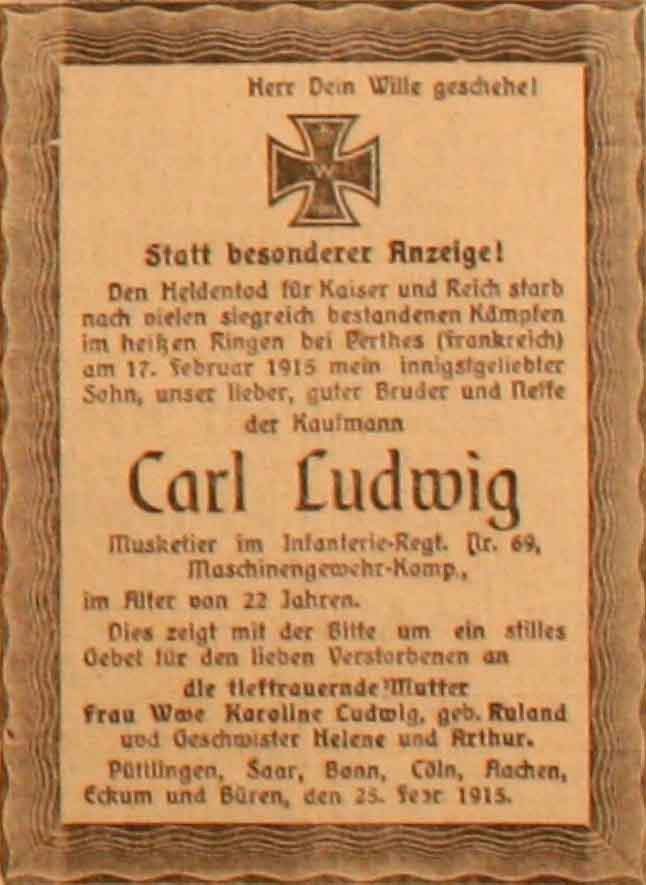 Herr Dein Wille geschehe!
W
Statt besonderer Anzeige!
Den Heldentod für Kaiser und Reich starb
nach vielen siegreich bestandenen Kämpfen
im heißen Ringen bei Perthes (Frankreich)
am 17. Februar 1915 mein innigstgeliebter
Sohn, unser lieber, guter Bruder und Neffe
der Kaufmann
Carl Ludwig
Musketier im Infanterie-Regt. Nr. 69,
Maschinengewehr-Komp.,
im Alter von 22 Jahren.
Dies zeigt mit der Bitte um ein stilles
Gebet für den lieben Verstorbenen an
die tieftrauernde Mutter
Frau Wwe Karoline Ludwig, geb. Ruland
und Geschwister Helene und Arthur.
Püttlingen, Saar, Bonn, Cöln, Aachen,
Eckum und Büren, den 25. Febr 1915.